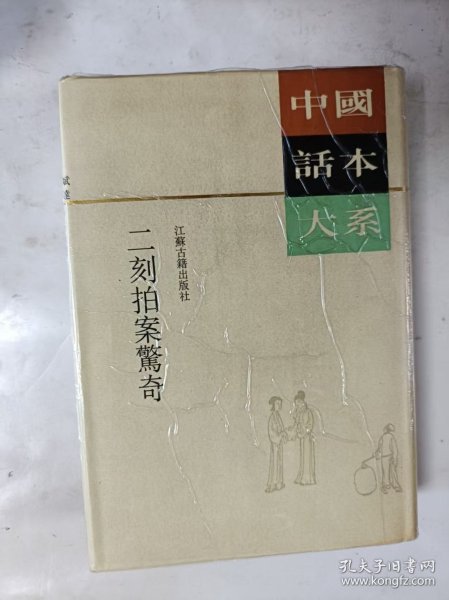 中國
話本
大系
江蘇古籍出版社
二刻拍案驚奇
孔夫子旧书网
www.kongfz.com